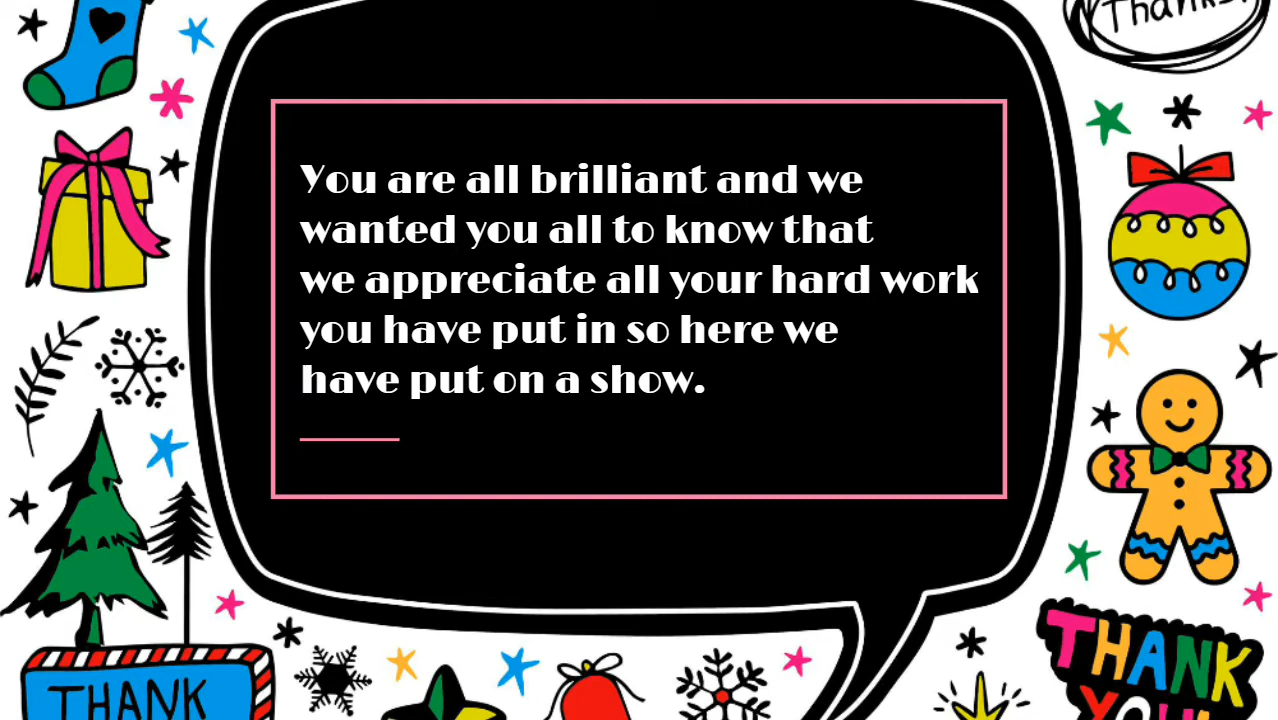 Thanks!
You are all brilliant and we
wanted you all to know that
we appreciate all your hard work
you have put in so here we
have put on a show.
THANK
THANK
YOU!